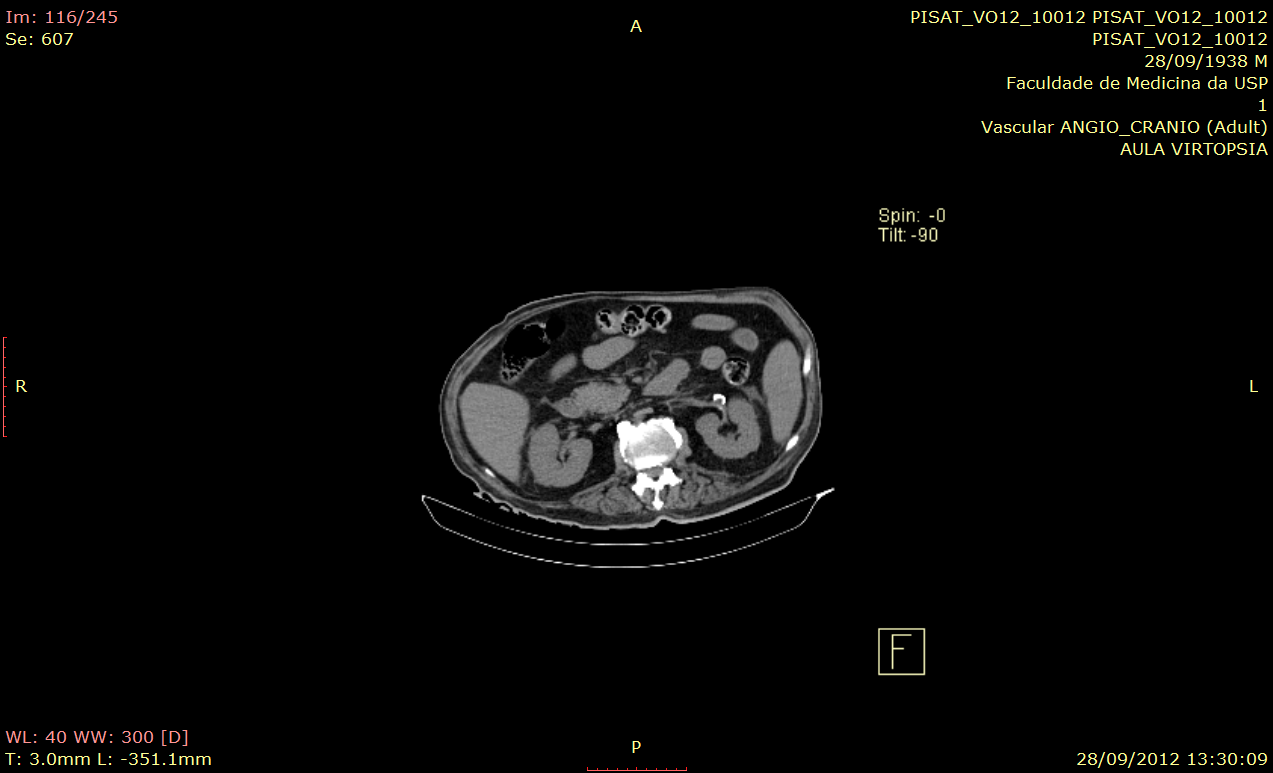 Im: 116/245
Se: 607
A
PISAT_VO12_10012 PISAT_VO12_10012
PISAT_VO12_10012
28/09/1938 M
Faculdade de Medicina da USP
1
Vascular ANGIO_CRANIO (Adult)
AULA VIRTOPSIA
Spin: -0
Tilt: -90
R
L
F
WL: 40 WW: 300 [D]
T: 3.0mm L: -351.1mm
P
28/09/2012 13:30:09